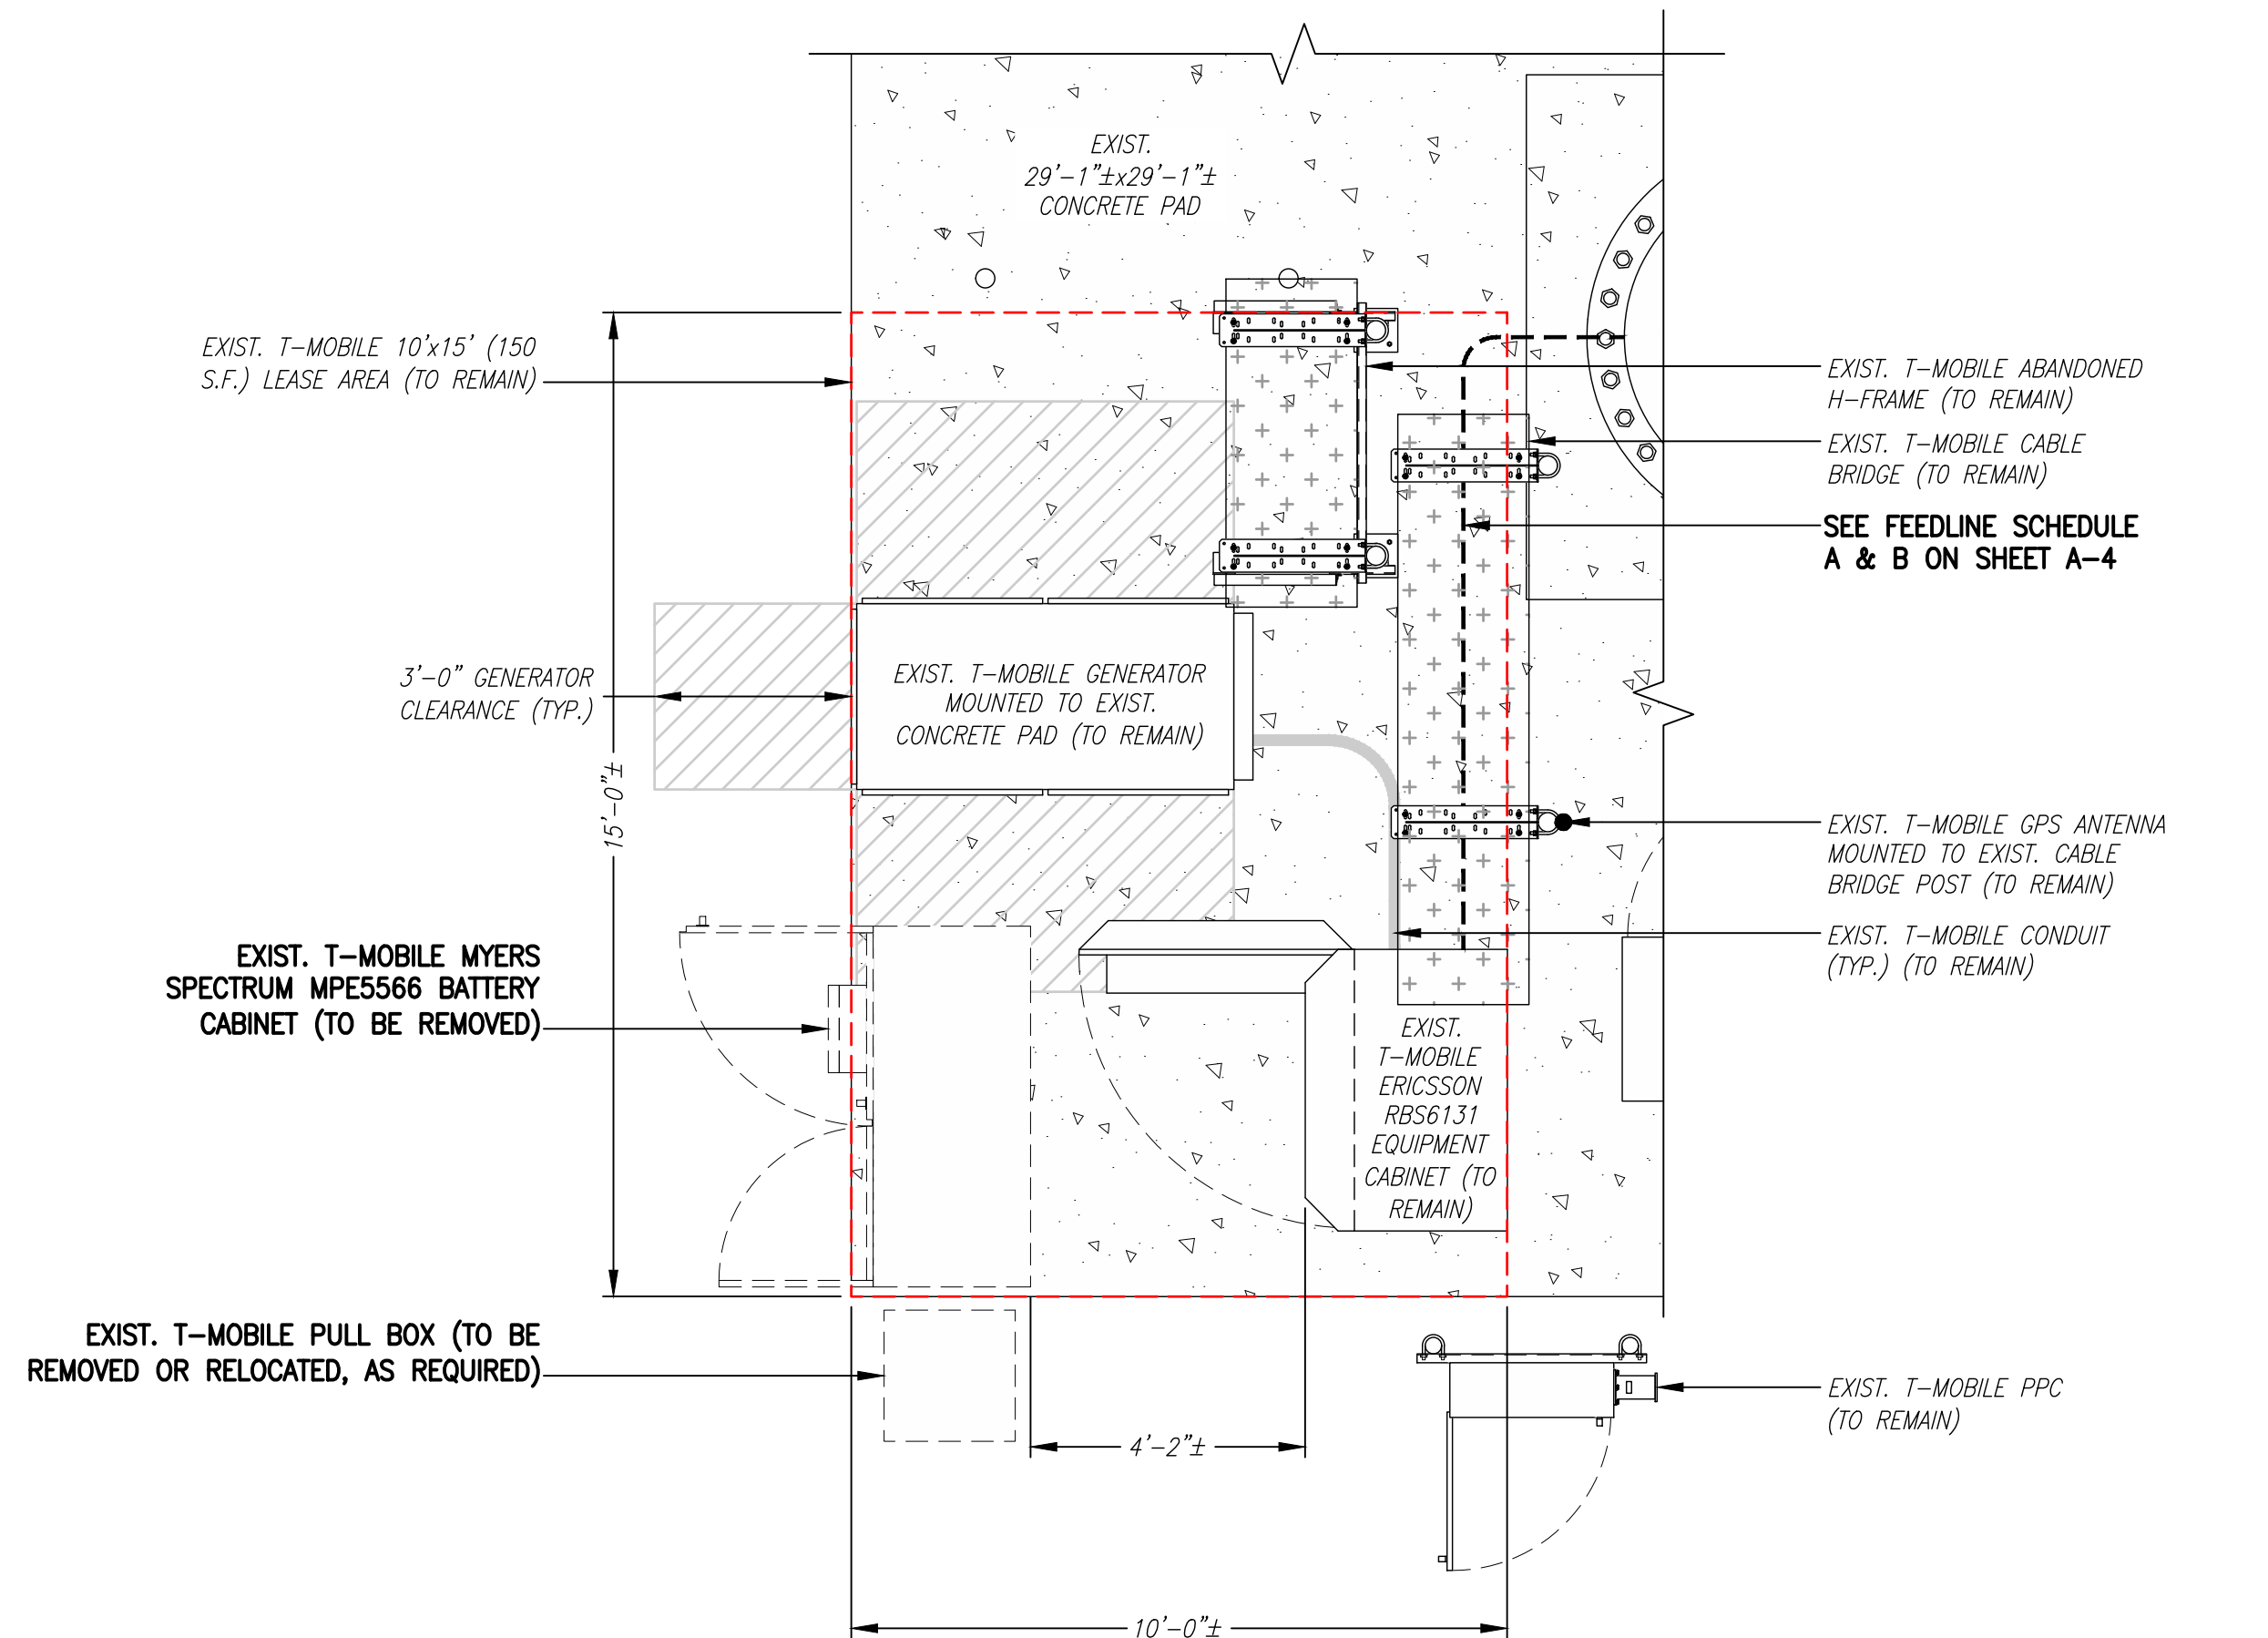 EXIST.
29'-1"±x29'-1"±
CONCRETE PAD
EXIST. T-MOBILE 10'x15' (150
S.F.) LEASE AREA (TO REMAIN)
EXIST. T-MOBILE ABANDONED
H-FRAME (TO REMAIN)
EXIST. T-MOBILE CABLE
BRIDGE (TO REMAIN)
SEE FEEDLINE SCHEDULE
A & B ON SHEET A-4
3'-0" GENERATOR
CLEARANCE (TYP.)
EXIST. T-MOBILE GENERATOR
MOUNTED TO EXIST.
CONCRETE PAD (TO REMAIN)
15'-0"±
EXIST. T-MOBILE GPS ANTENNA
MOUNTED TO EXIST. CABLE
BRIDGE POST (TO REMAIN)
EXIST. T-MOBILE CONDUIT
(TYP.) (TO REMAIN)
EXIST. T-MOBILE MYERS
SPECTRUM MPE5566 BATTERY
CABINET (TO BE REMOVED)
EXIST.
T-MOBILE
ERICSSON
RBS6131
EQUIPMENT
CABINET (TO
REMAIN)
EXIST. T-MOBILE PULL BOX (TO BE
REMOVED OR RELOCATED, AS REQUIRED)
EXIST. T-MOBILE PPC
(TO REMAIN)
4'-2"±
10'-0"±